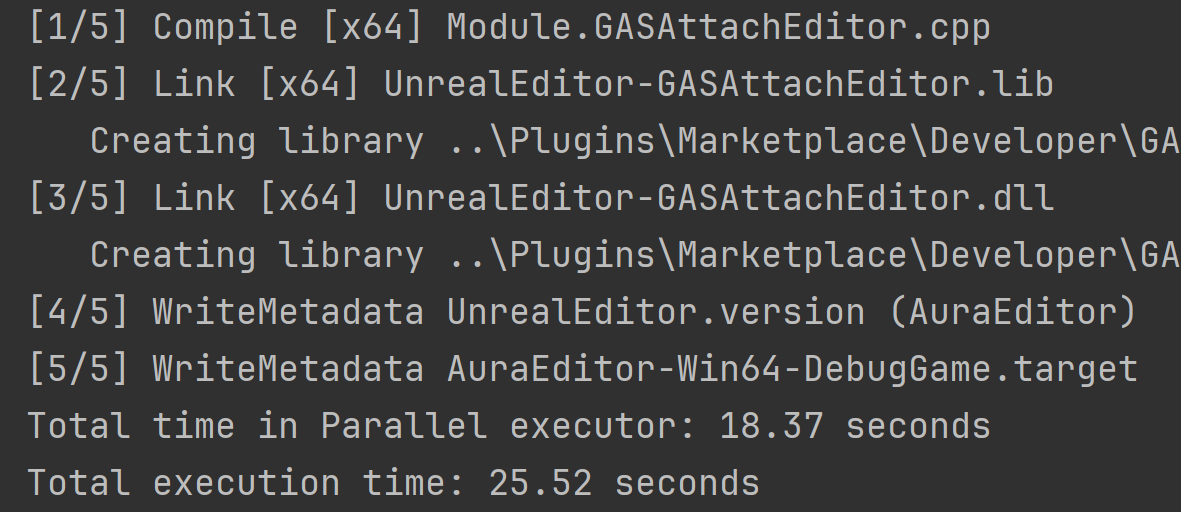 [1/5] Compile [x64] Module.GASAttachEditor.cpp
[2/5] Link [x64] UnrealEditor-GASAttachEditor.lib
Creating library ..\Plugins\Marketplace\Developer\GA
[3/5] Link [x64] UnrealEditor-GASAttachEditor.dll
Creating library ..\Plugins\Marketplace\Developer\GA
[4/5] WriteMetadata UnrealEditor.version (AuraEditor)
[5/5] WriteMetadata AuraEditor-Win64-DebugGame.target
Total time in Parallel executor: 18.37 seconds
Total execution time: 25.52 seconds